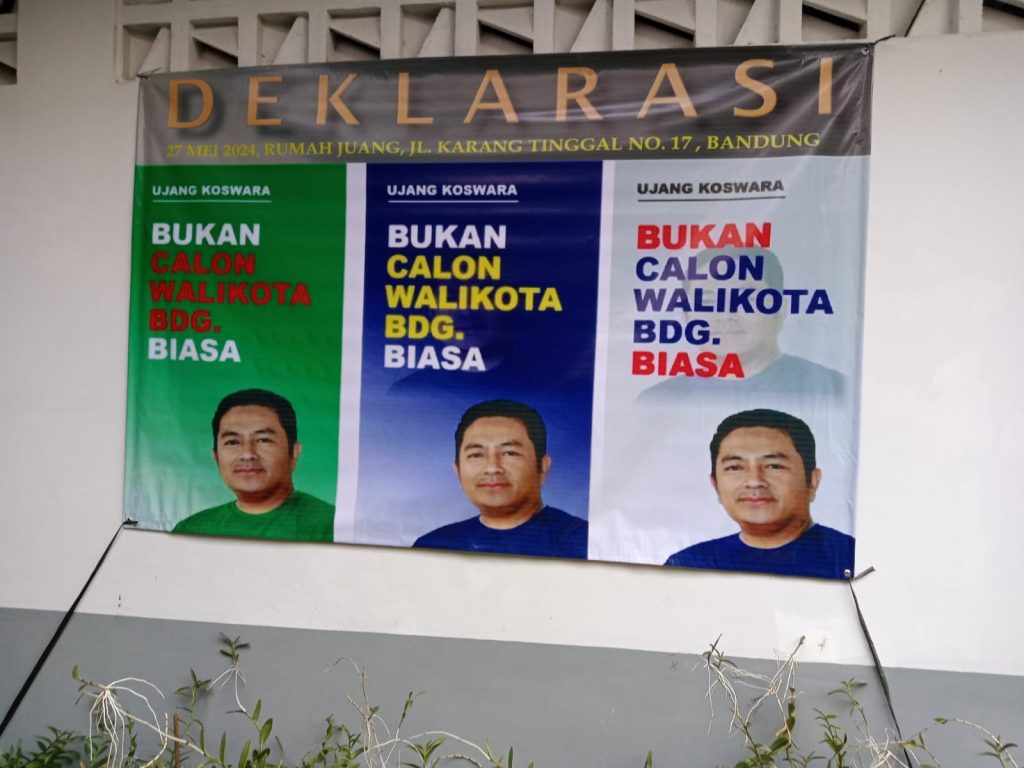 DEKLARASI
27 MEI 2024, RUMAH JUANG, JL. KARANG TINGGAL NO. 17 , BANDUNG
UJANG KOSWARA
BUKAN
CALON
WALIKOTA
BDG.
BIASA
UJANG KOSWARA
BUKAN
CALON
WALIKOTA
BDG.
BIASA
UJANG KOSWARA
BUKAN
CALON
WALIKOTA
BDG.
BIASA